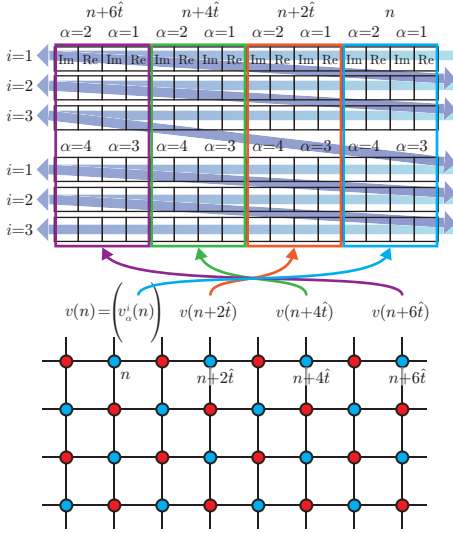 n+6t̂ n+4t̂ n+2t̂ n
α=2 α=1 α=2 α=1 α=2 α=1 α=2 α=1
i=1 Im Re Im Re Im Re Im Re Im Re Im Re Im Re Im Re
i=2
i=3
α=4 α=3 α=4 α=3 α=4 α=3 α=4 α=3
i=1
i=2
i=3
v(n)=(v^i_α(n)) v(n+2t̂) v(n+4t̂) v(n+6t̂)
n n+2t̂ n+4t̂ n+6t̂